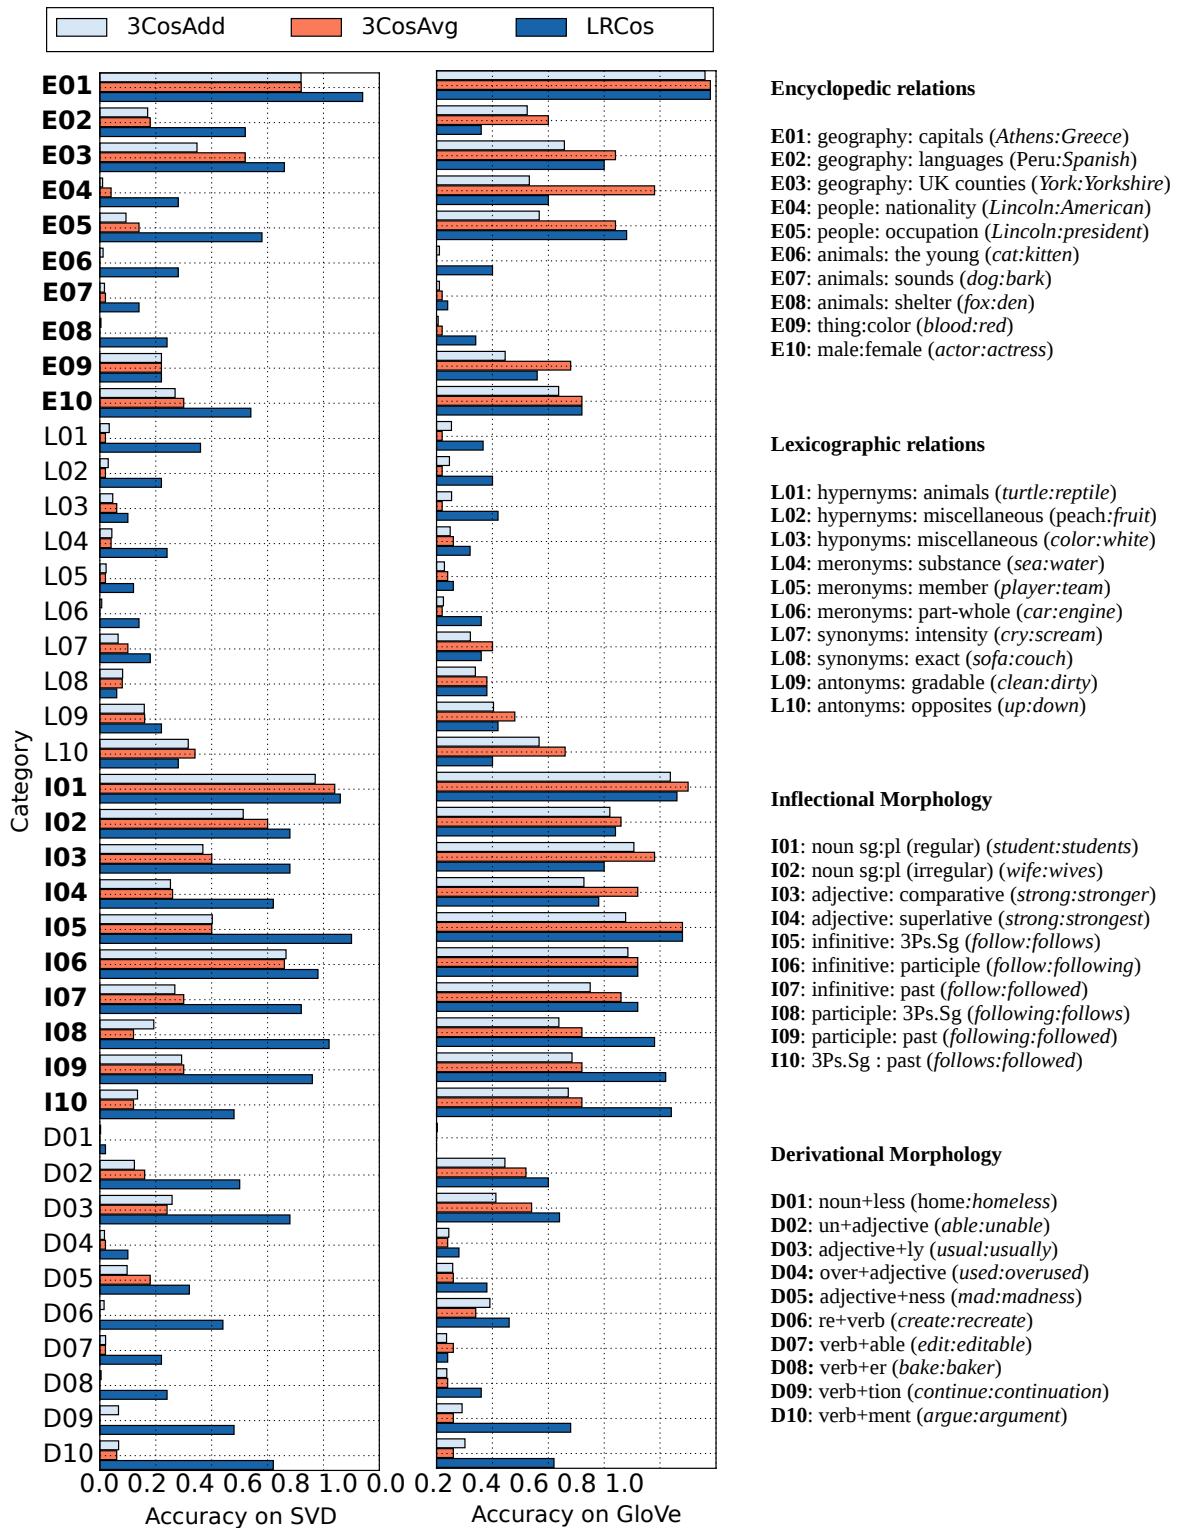 3CosAdd 3CosAvg LRCos
Category
E01
E02
E03
E04
E05
E06
E07
E08
E09
E10
L01
L02
L03
L04
L05
L06
L07
L08
L09
L10
I01
I02
I03
I04
I05
I06
I07
I08
I09
I10
D01
D02
D03
D04
D05
D06
D07
D08
D09
D10
0.0 0.2 0.4 0.6 0.8 1.0
Accuracy on SVD
0.0 0.2 0.4 0.6 0.8 1.0
Accuracy on GloVe
Encyclopedic relations
E01: geography: capitals (Athens:Greece)
E02: geography: languages (Peru:Spanish)
E03: geography: UK counties (York:Yorkshire)
E04: people: nationality (Lincoln:American)
E05: people: occupation (Lincoln:president)
E06: animals: the young (cat:kitten)
E07: animals: sounds (dog:bark)
E08: animals: shelter (fox:den)
E09: thing:color (blood:red)
E10: male:female (actor:actress)
Lexicographic relations
L01: hypernyms: animals (turtle:reptile)
L02: hypernyms: miscellaneous (peach:fruit)
L03: hyponyms: miscellaneous (color:white)
L04: meronyms: substance (sea:water)
L05: meronyms: member (player:team)
L06: meronyms: part-whole (car:engine)
L07: synonyms: intensity (cry:scream)
L08: synonyms: exact (sofa:couch)
L09: antonyms: gradable (clean:dirty)
L10: antonyms: opposites (up:down)
Inflectional Morphology
I01: noun sg:pl (regular) (student:students)
I02: noun sg:pl (irregular) (wife:wives)
I03: adjective: comparative (strong:stronger)
I04: adjective: superlative (strong:strongest)
I05: infinitive: 3Ps.Sg (follow:follows)
I06: infinitive: participle (follow:following)
I07: infinitive: past (follow:followed)
I08: participle: 3Ps.Sg (following:follows)
I09: participle: past (following:followed)
I10: 3Ps.Sg : past (follows:followed)
Derivational Morphology
D01: noun+less (home:homeless)
D02: un+adjective (able:unable)
D03: adjective+ly (usual:usually)
D04: over+adjective (used:overused)
D05: adjective+ness (mad:madness)
D06: re+verb (create:recreate)
D07: verb+able (edit:editable)
D08: verb+er (bake:baker)
D09: verb+tion (continue:continuation)
D10: verb+ment (argue:argument)